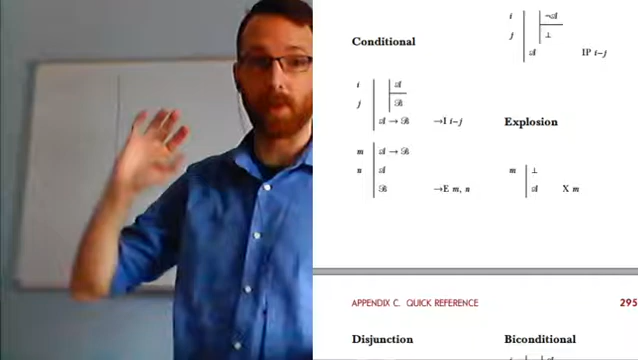 Conditional
i 𝒜
j ℬ
𝒜 → ℬ →I i–j
m 𝒜 → ℬ
n 𝒜
ℬ →E m, n
i ¬𝒜
j ⊥
𝒜 IP i–j
Explosion
m ⊥
𝒜 X m
APPENDIX C. QUICK REFERENCE 295
Disjunction Biconditional